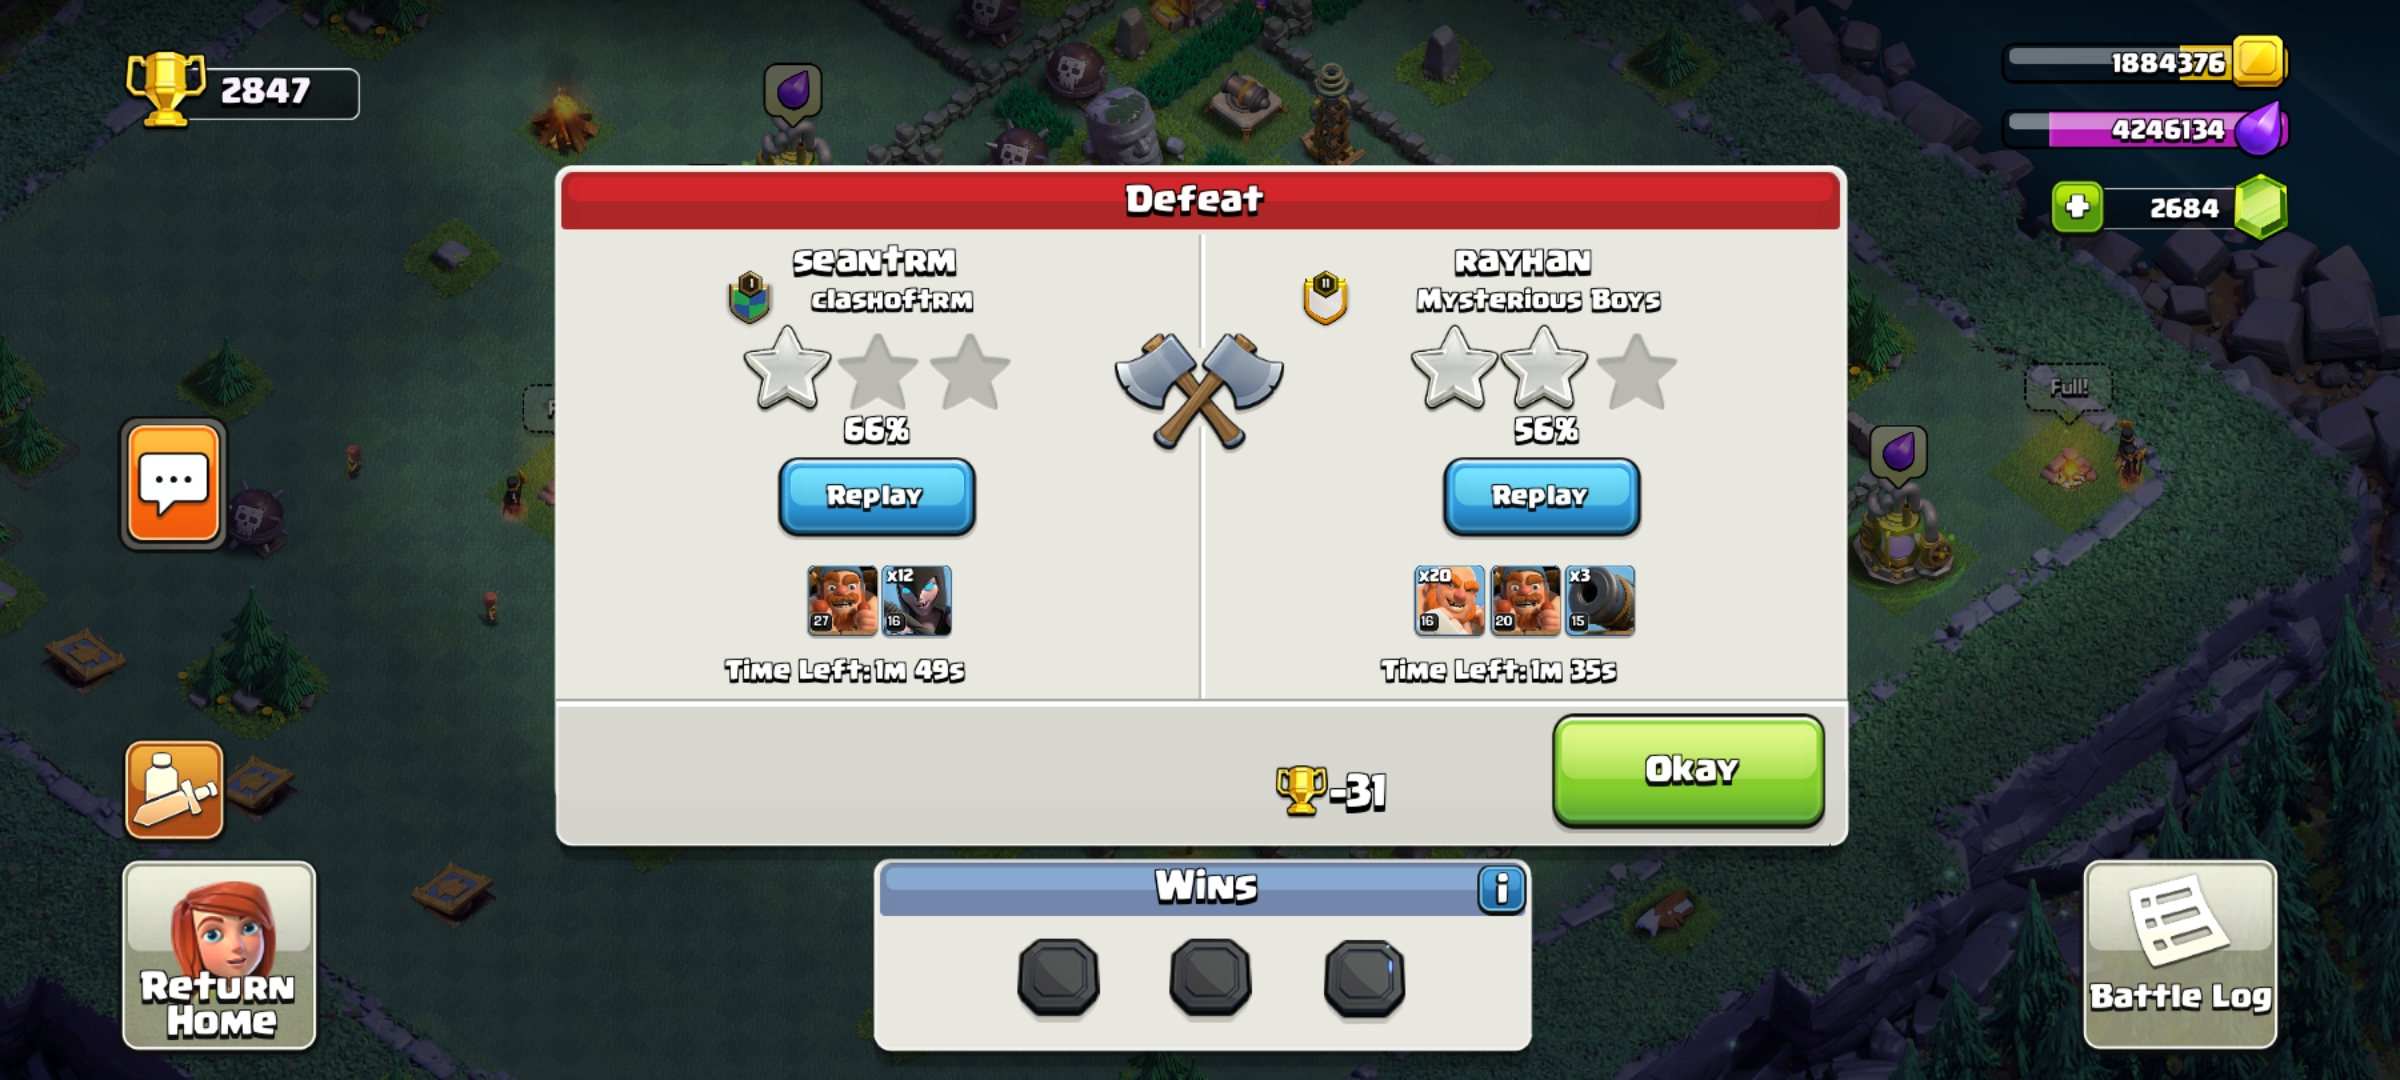 2847
1884376
4246134
2684
Defeat
seantrm
clashoftrm
1
66%
Replay
27
x12
16
Time Left: 1m 49s
Rayhan
Mysterious Boys
11
56%
Replay
x20
16
20
x3
15
Time Left: 1m 35s
Full!
-31
Okay
Wins
i
Return
Home
Battle Log